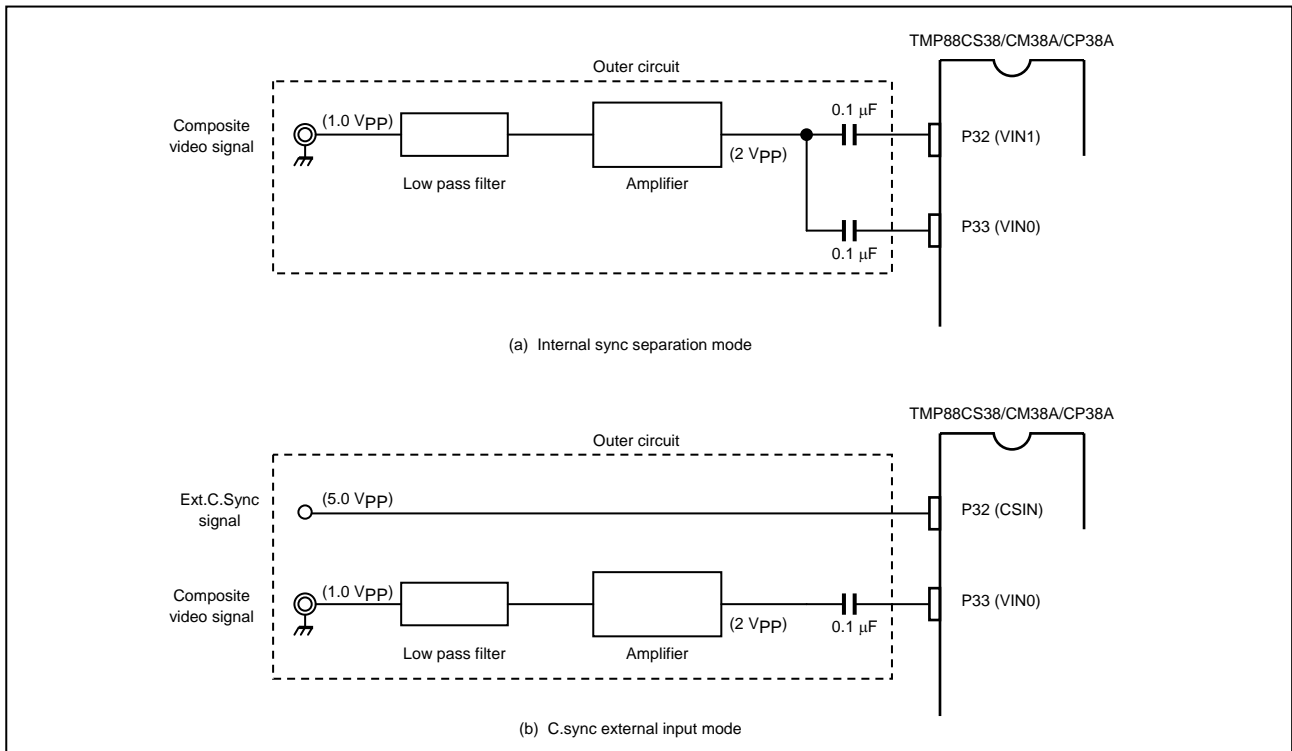 TMP88CS38/CM38A/CP38A
Outer circuit
Composite
video signal
(1.0 VPP)
Low pass filter
Amplifier
(2 VPP)
0.1 μF
P32 (VIN1)
0.1 μF
P33 (VIN0)
(a) Internal sync separation mode
TMP88CS38/CM38A/CP38A
Outer circuit
Ext.C.Sync
signal
(5.0 VPP)
P32 (CSIN)
Composite
video signal
(1.0 VPP)
Low pass filter
Amplifier
(2 VPP)
0.1 μF
P33 (VIN0)
(b) C.sync external input mode